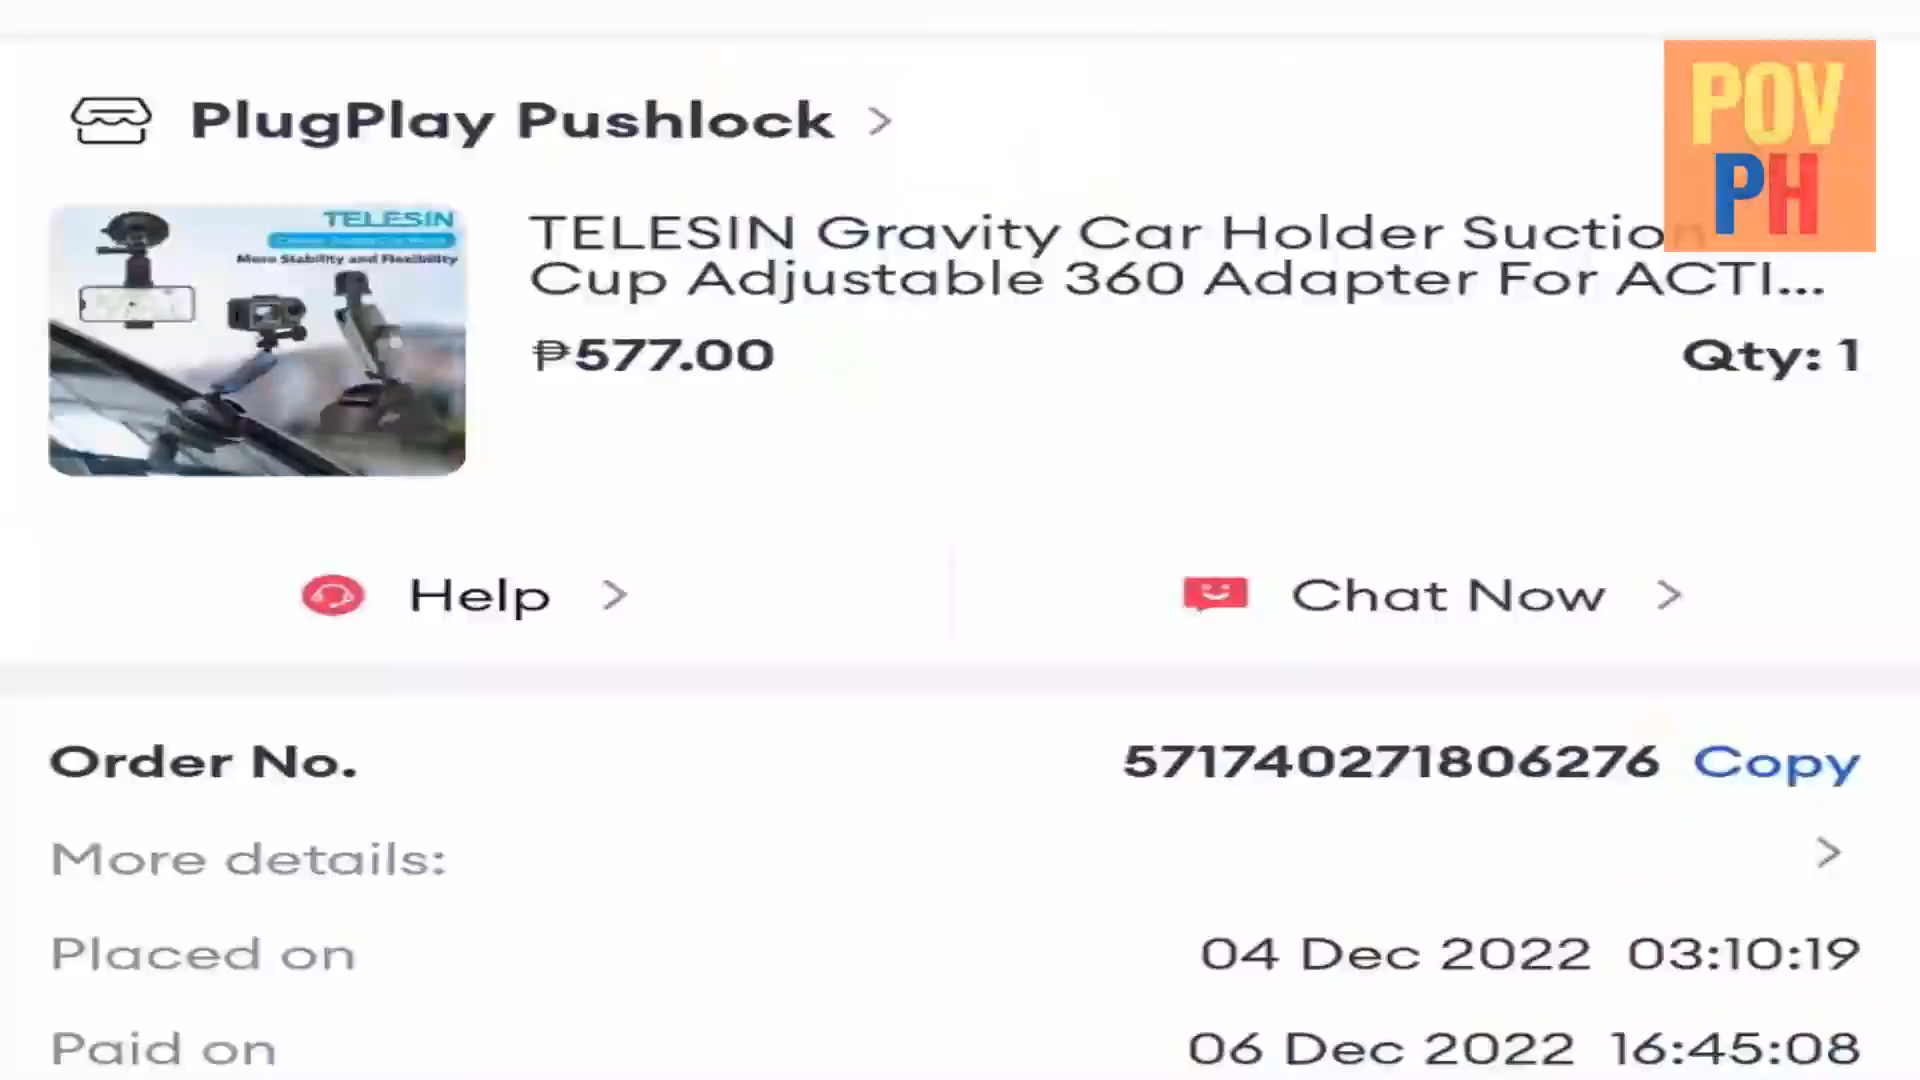 PlugPlay Pushlock
POV
PH
TELESIN
More Stability and Flexibility
TELESIN Gravity Car Holder Suction
Cup Adjustable 360 Adapter For ACTI...
₱577.00
Qty: 1
Help
Chat Now
Order No.
571740271806276 Copy
More details:
Placed on
04 Dec 2022 03:10:19
Paid on
06 Dec 2022 16:45:08